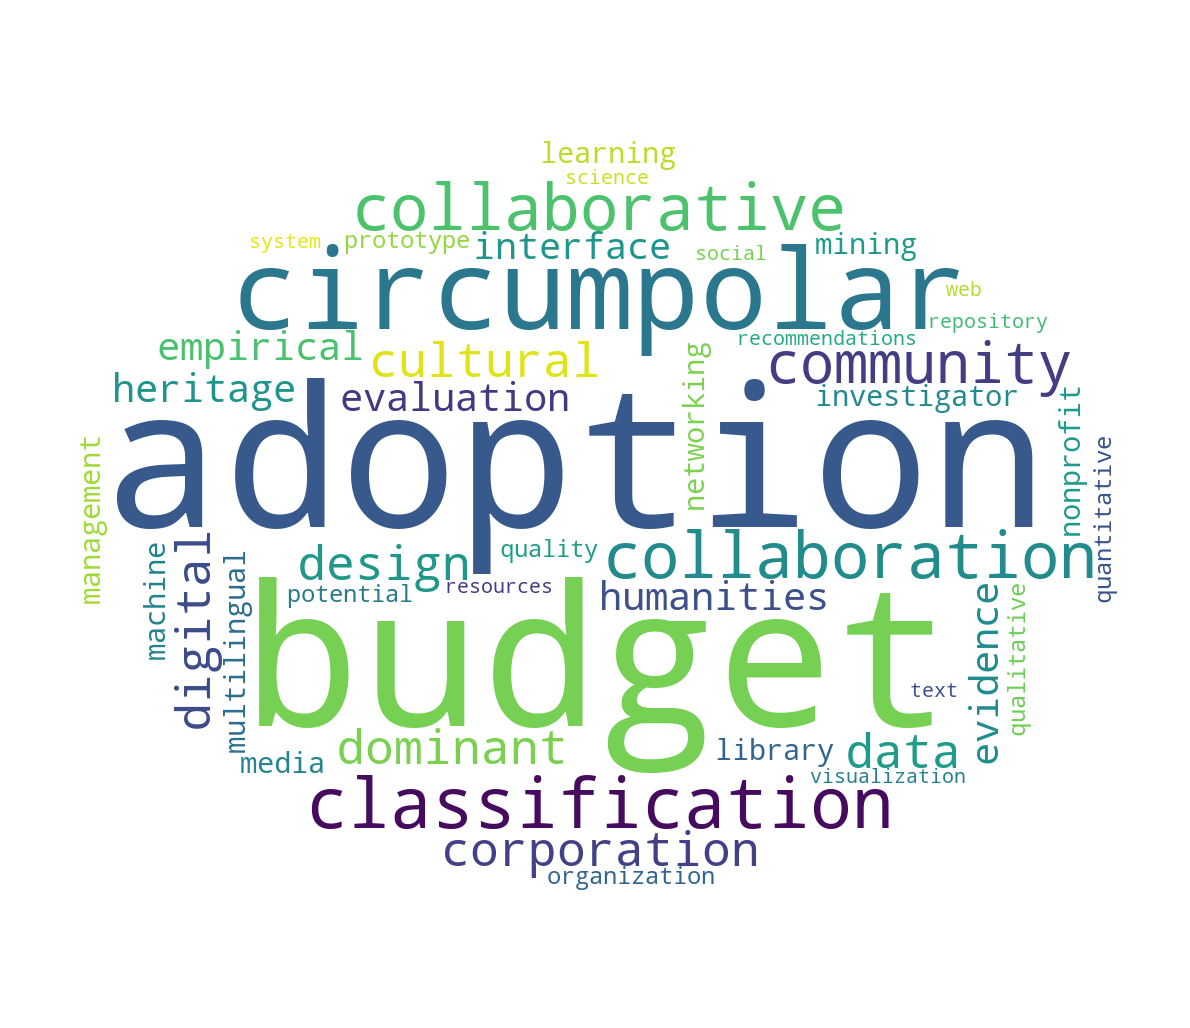 learning
science
collaborative
system
prototype
interface
social
mining
circumpolar
web
repository
recommendations
empirical
cultural
community
heritage
evaluation
networking
investigator
nonprofit
adoption
management
quantitative
machine
digital
multilingual
design
quality
collaboration
potential
resources
humanities
evidence
qualitative
budget
text
media
dominant
library
data
visualization
classification
corporation
organization